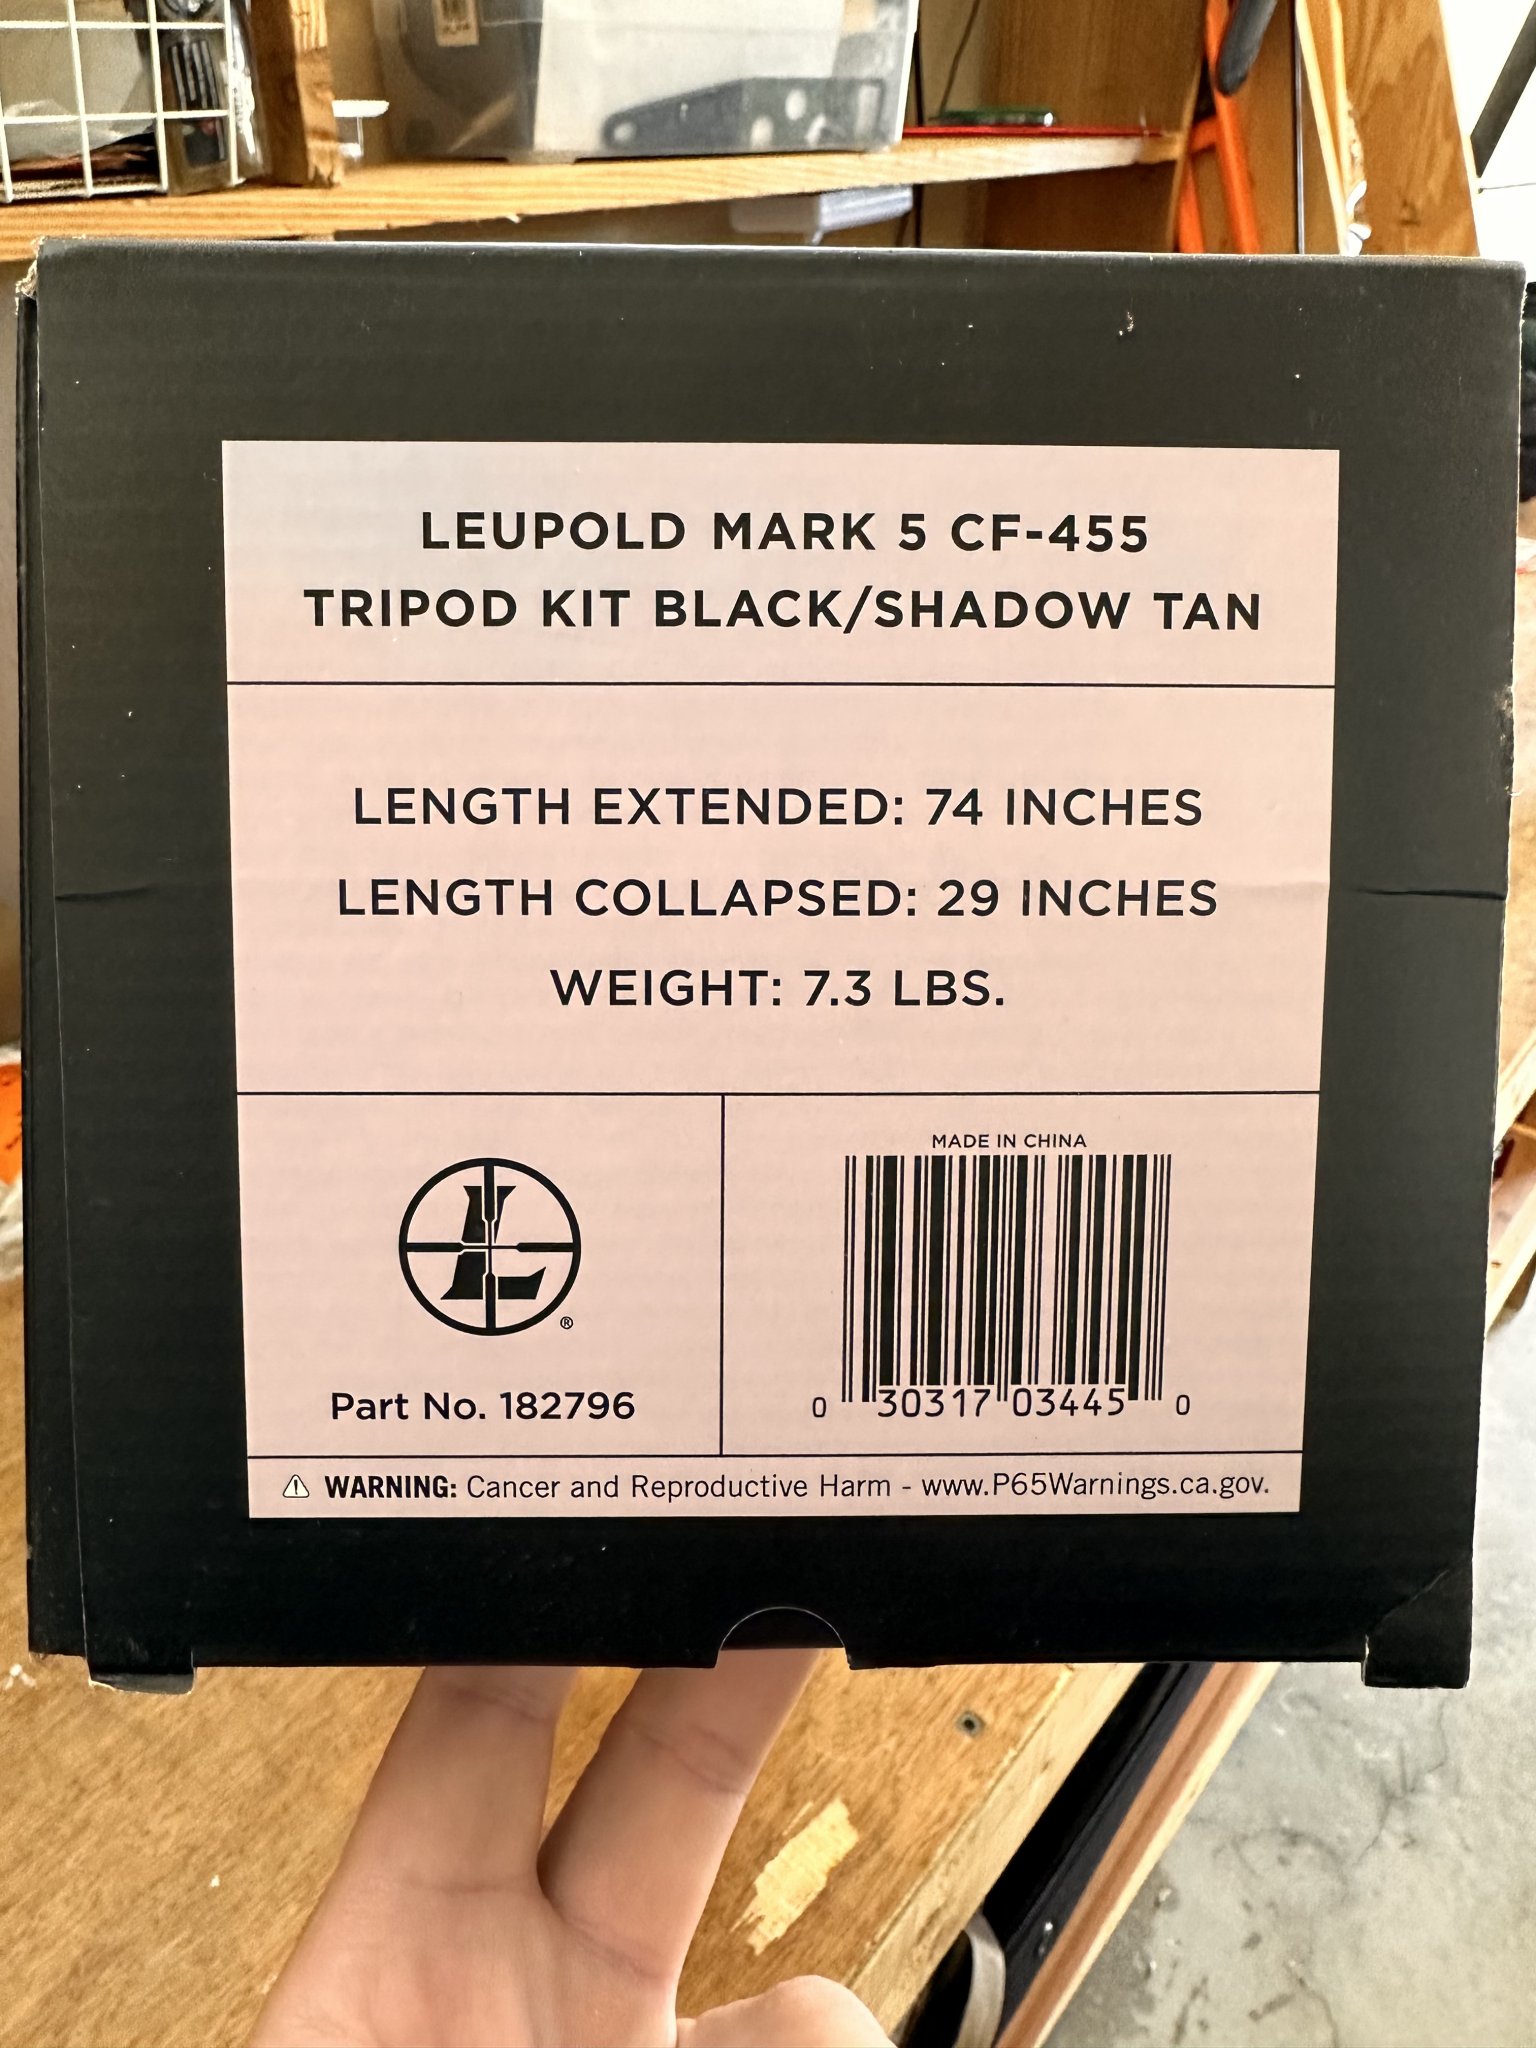 LEUPOLD MARK 5 CF-455
TRIPOD KIT BLACK/SHADOW TAN
LENGTH EXTENDED: 74 INCHES
LENGTH COLLAPSED: 29 INCHES
WEIGHT: 7.3 LBS.
L
®
Part No. 182796
MADE IN CHINA
0 30317 03445 0
⚠ WARNING: Cancer and Reproductive Harm - www.P65Warnings.ca.gov.